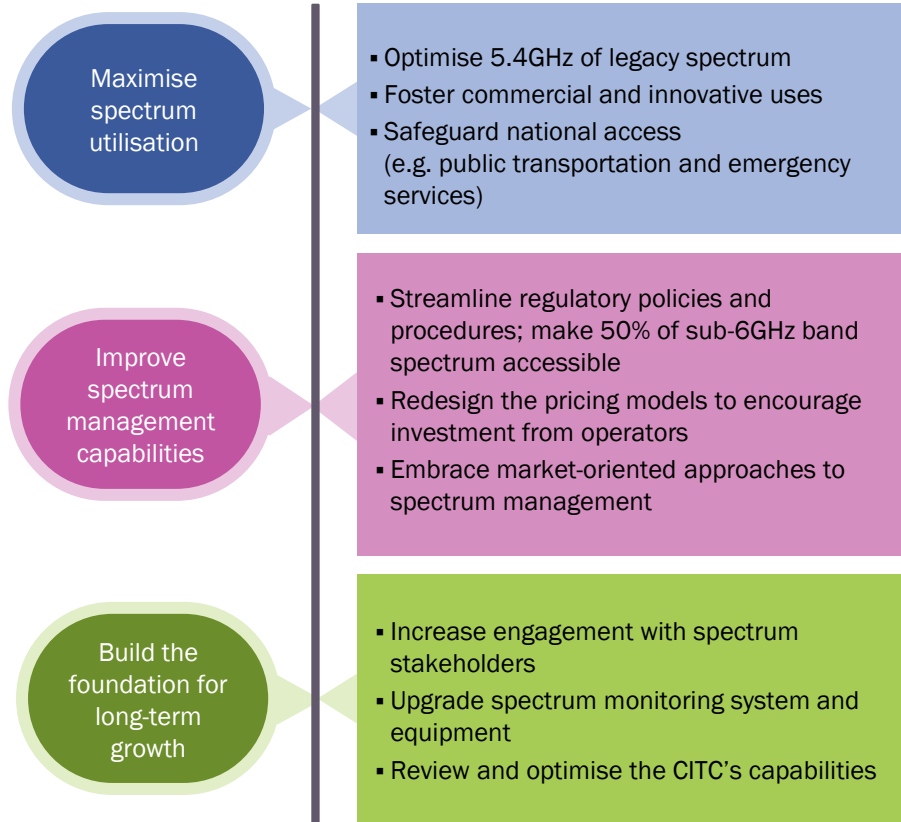 Maximise
spectrum
utilisation
▪ Optimise 5.4GHz of legacy spectrum
▪ Foster commercial and innovative uses
▪ Safeguard national access
(e.g. public transportation and emergency
services)
Improve
spectrum
management
capabilities
▪ Streamline regulatory policies and
procedures; make 50% of sub-6GHz band
spectrum accessible
▪ Redesign the pricing models to encourage
investment from operators
▪ Embrace market-oriented approaches to
spectrum management
Build the
foundation for
long-term
growth
▪ Increase engagement with spectrum
stakeholders
▪ Upgrade spectrum monitoring system and
equipment
▪ Review and optimise the CITC’s capabilities